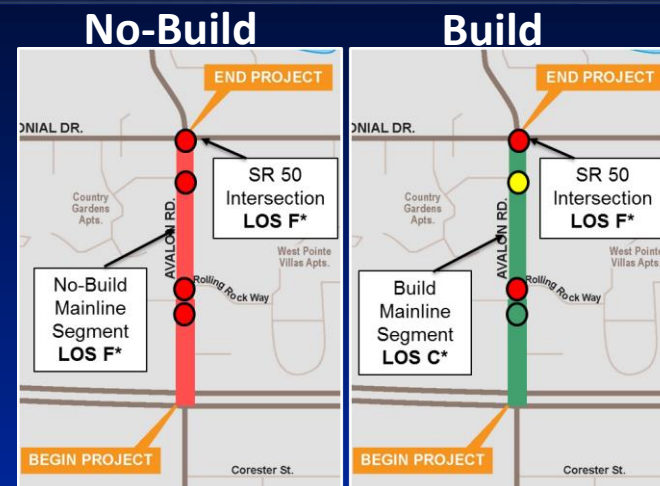 No-Build
END PROJECT
ONIAL DR.
SR 50
Intersection
LOS F*
Country
Gardens
Apts.
AVALON RD.
West Pointe
Villas Apts.
Rolling Rock Way
No-Build
Mainline
Segment
LOS F*
BEGIN PROJECT
Corester St.
Build
END PROJECT
ONIAL DR.
SR 50
Intersection
LOS F*
Country
Gardens
Apts.
AVALON RD.
West Pointe
Villas Apts.
Rolling Rock Way
Build
Mainline
Segment
LOS C*
BEGIN PROJECT
Corester St.